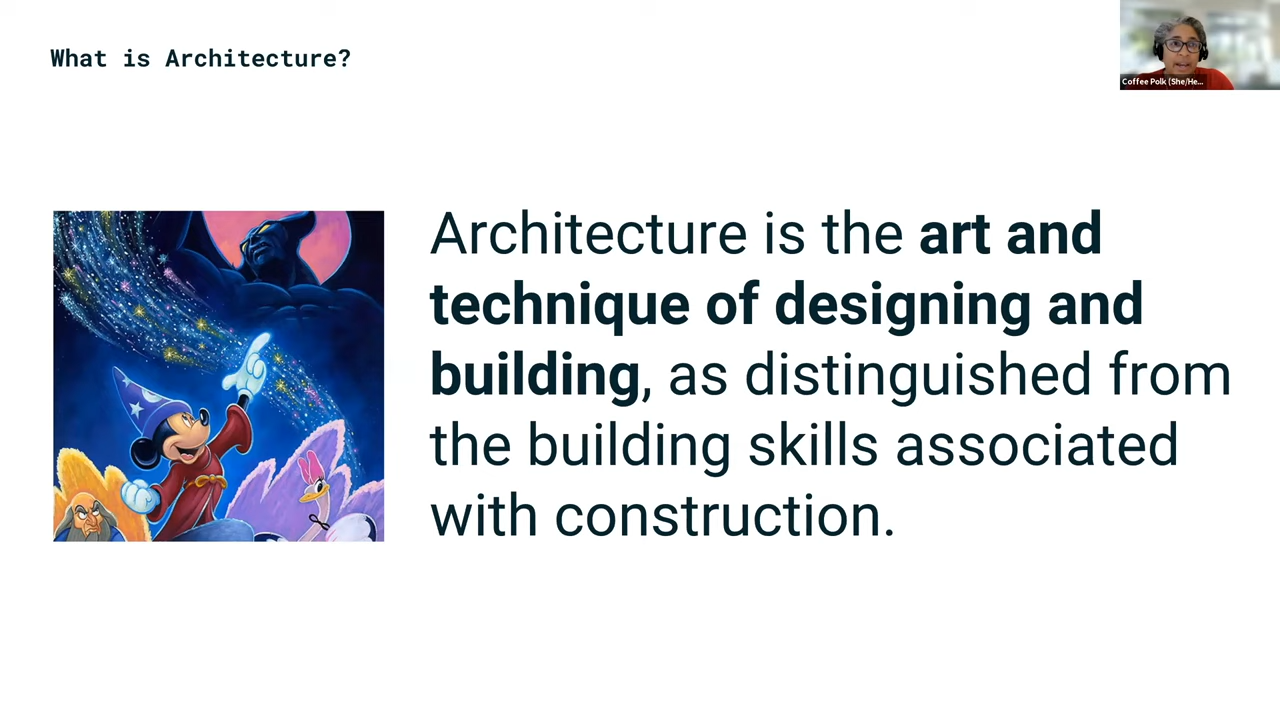 What is Architecture?
Coffee Polk (She/He...
Architecture is the art and
technique of designing and
building, as distinguished from
the building skills associated
with construction.